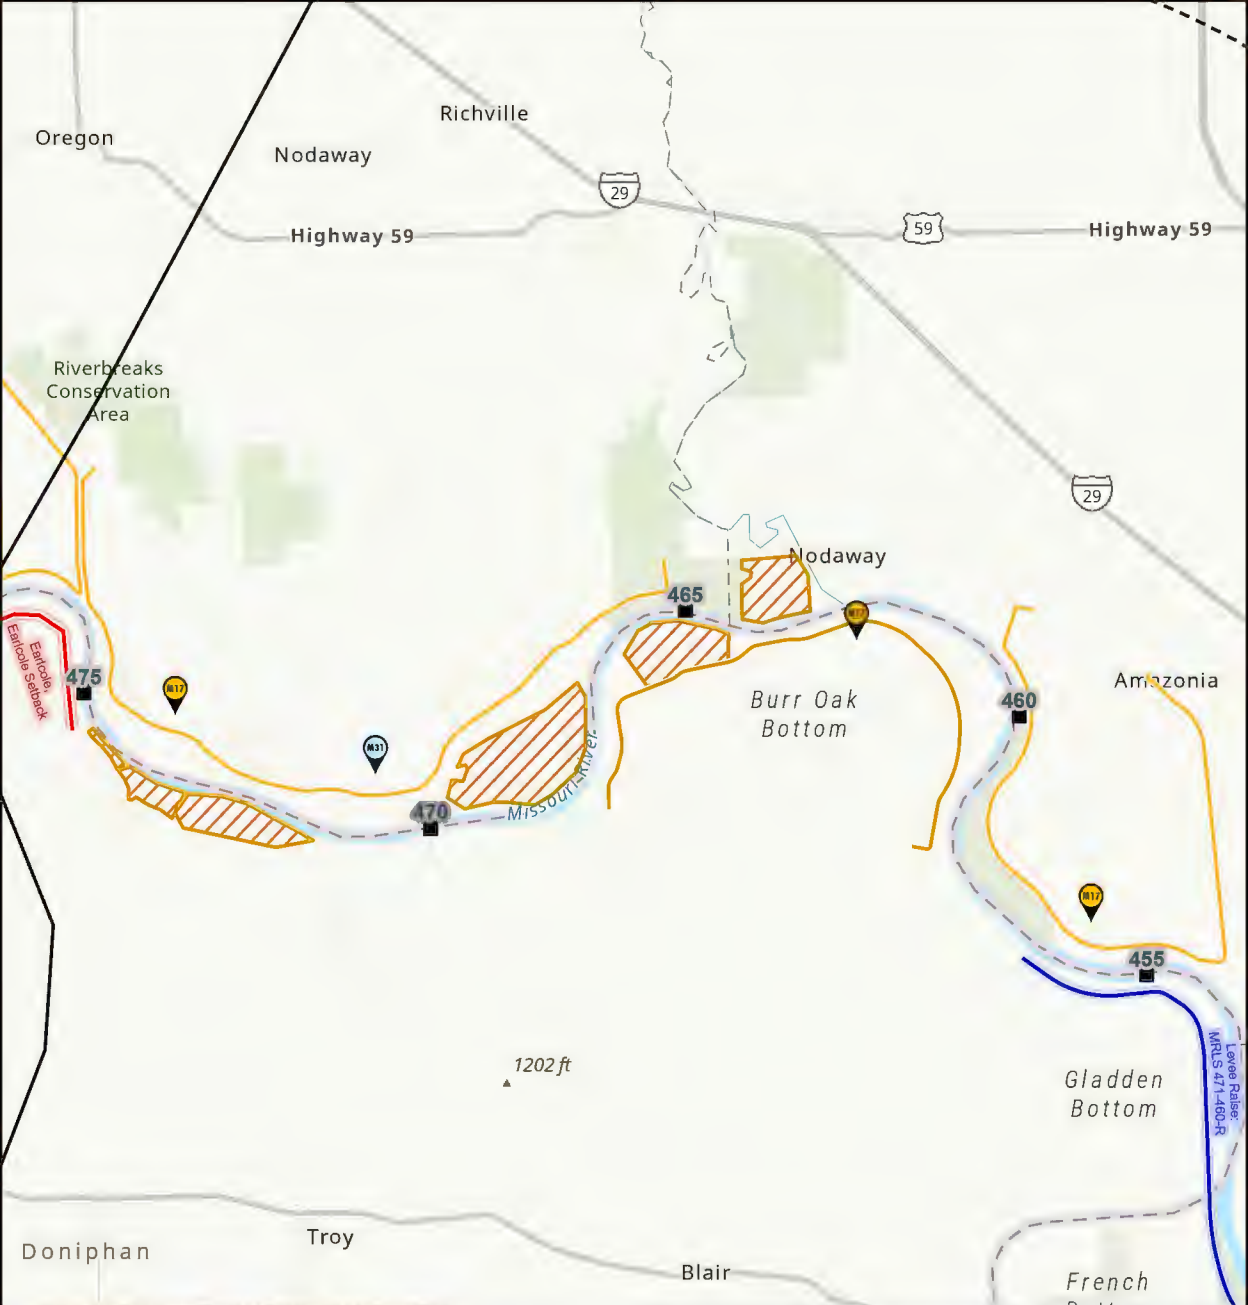 Richville
Oregon
Nodaway
29
Highway 59
59
Highway 59
Riverbreaks
Conservation
Area
29
Nodaway
465
M17
Earlcole,
Earlcole Setback
475
M17
Amazonia
460
Burr Oak
Bottom
M31
Missouri River
470
M17
455
Levee Raise:
MRLS 471-460-R
1202 ft
Gladden
Bottom
Troy
Doniphan
Blair
French